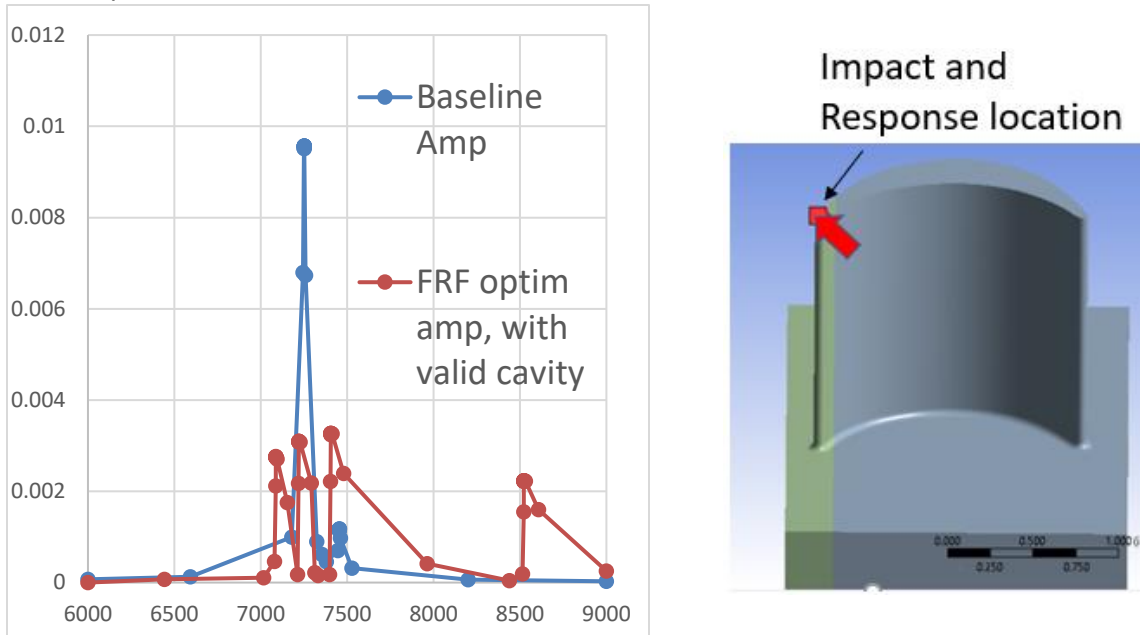 0.012
0.01
0.008
0.006
0.004
0.002
0
6000 6500 7000 7500 8000 8500 9000
Baseline
Amp
FRF optim
amp, with
valid cavity
Impact and
Response location
0.000 0.500 1.000
0.250 0.750